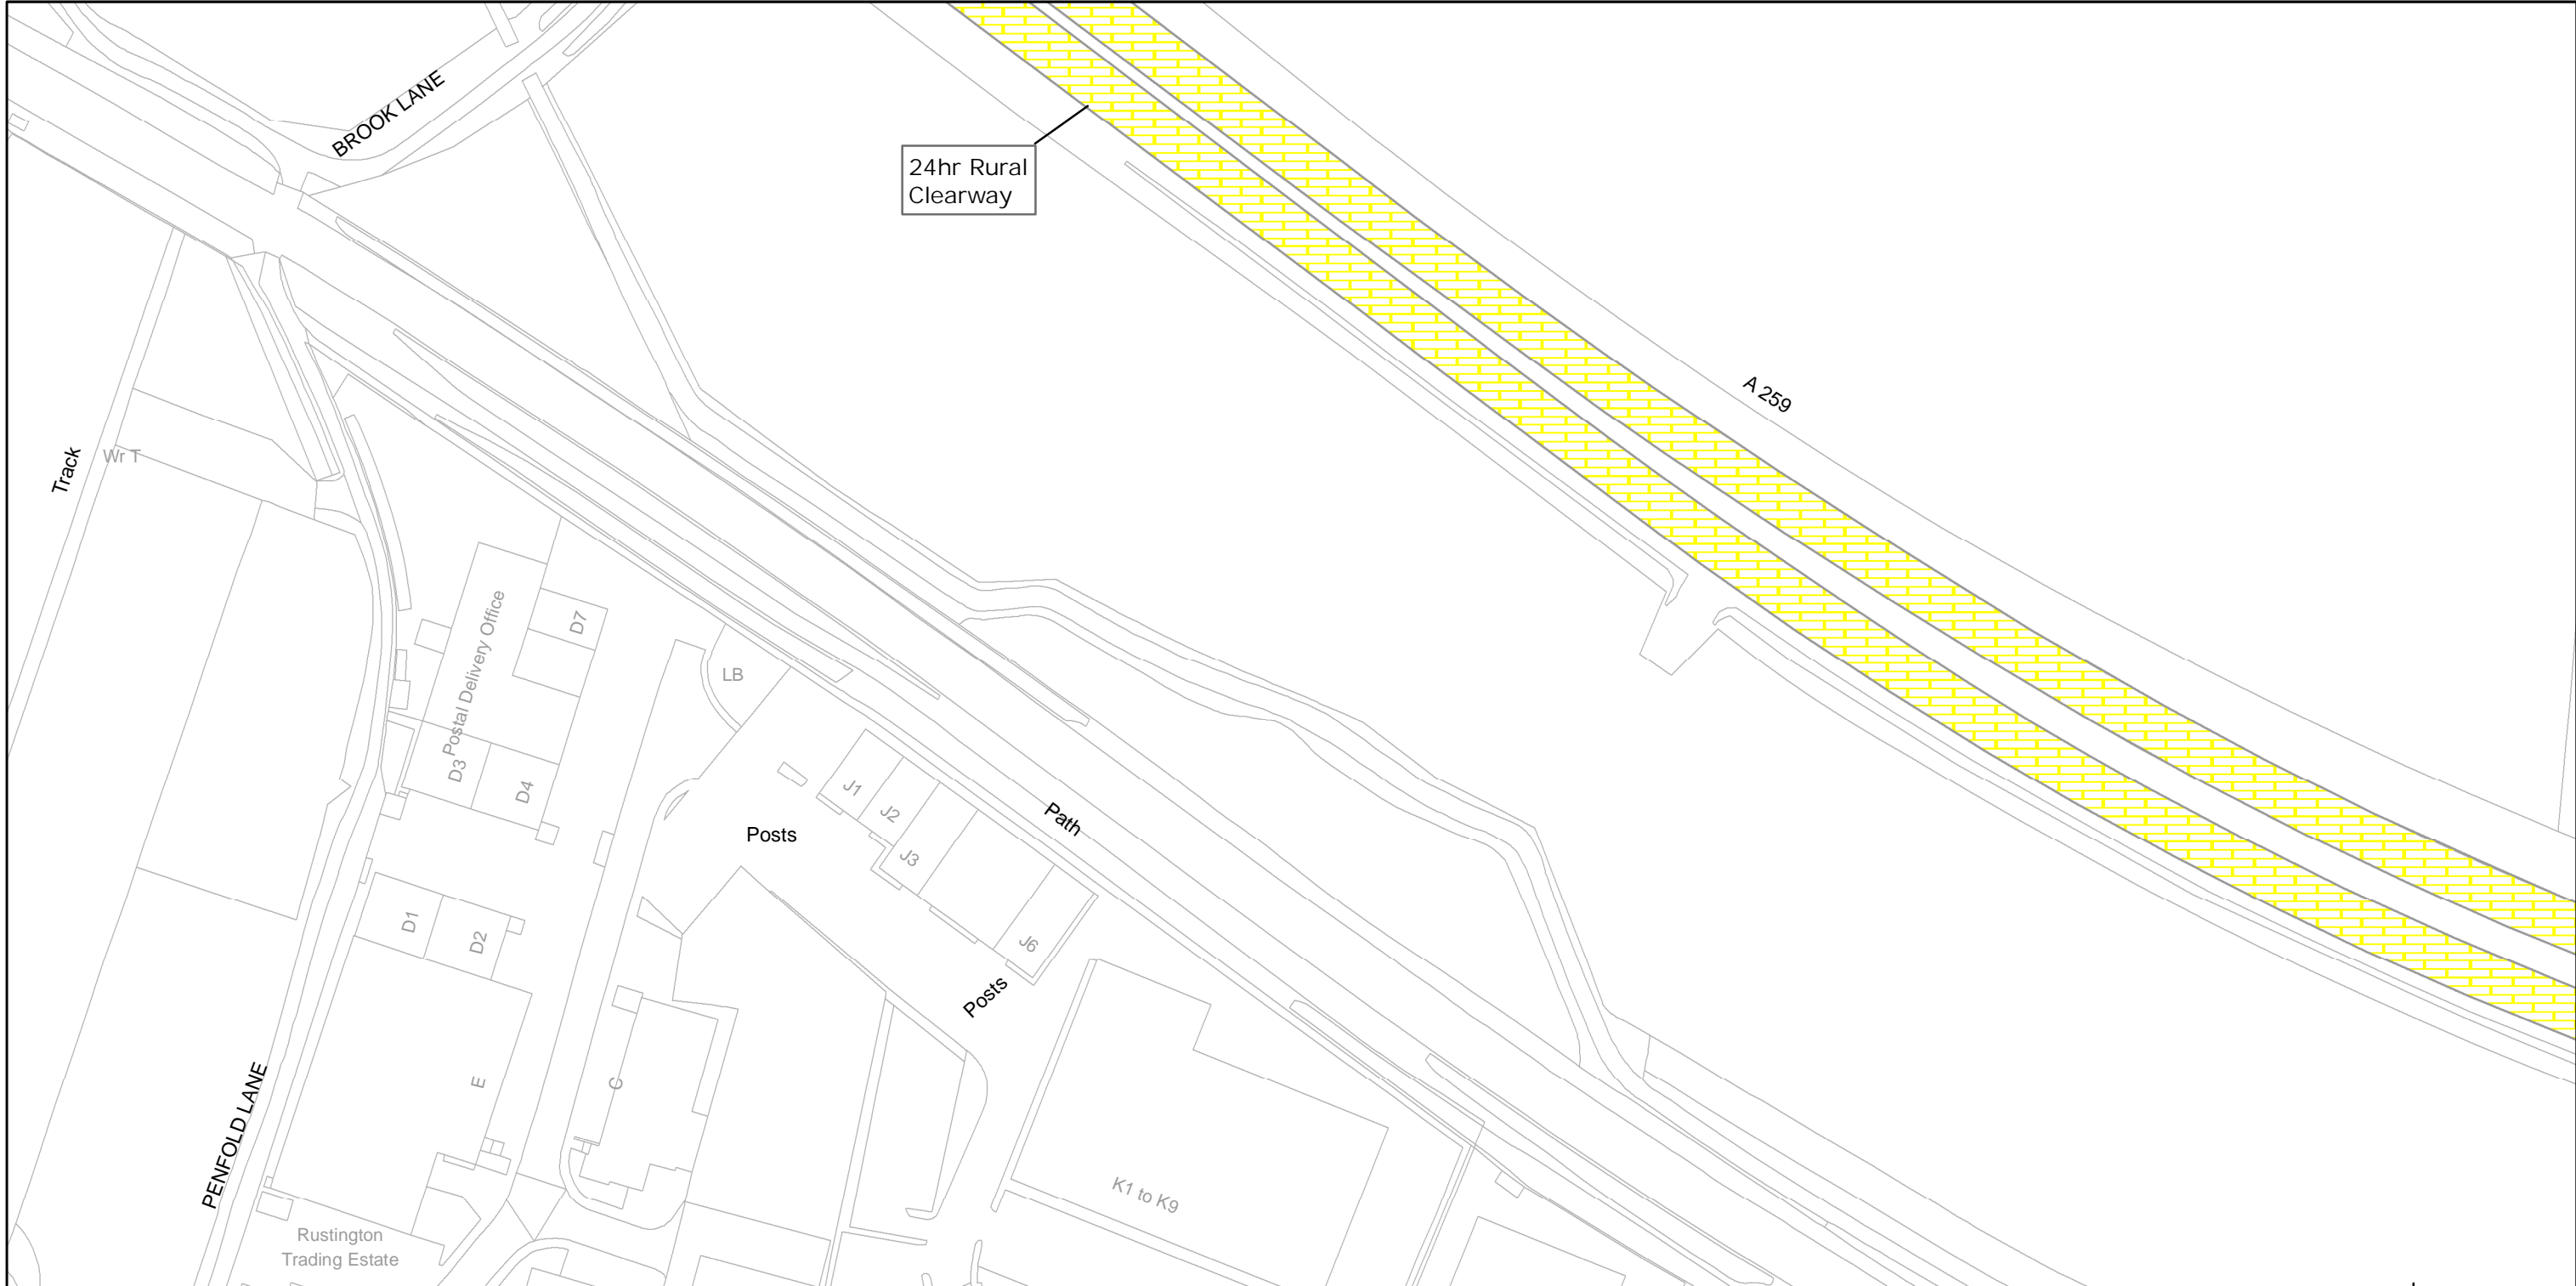 BROOK LANE
24hr Rural
Clearway
A 259
Track
Wr T
Postal Delivery Office
D7
LB
D3
D4
J1
J2
J3
Path
Posts
D1
D2
J6
Posts
E
C
PENFOLD LANE
K1 to K9
Rustington
Trading Estate